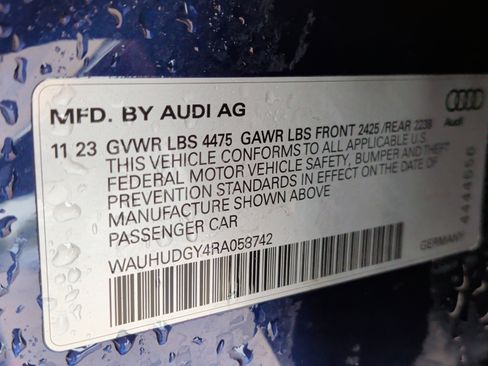 MFD. BY AUDI AG
Audi
11 23 GVWR LBS 4475 GAWR LBS FRONT 2425 / REAR 2238
THIS VEHICLE CONFORMS TO ALL APPLICABLE U.S.
FEDERAL MOTOR VEHICLE SAFETY, BUMPER AND THEFT
PREVENTION STANDARDS IN EFFECT ON THE DATE OF
MANUFACTURE SHOWN ABOVE
PASSENGER CAR
WAUHUDGY4RA058742
GERMANY